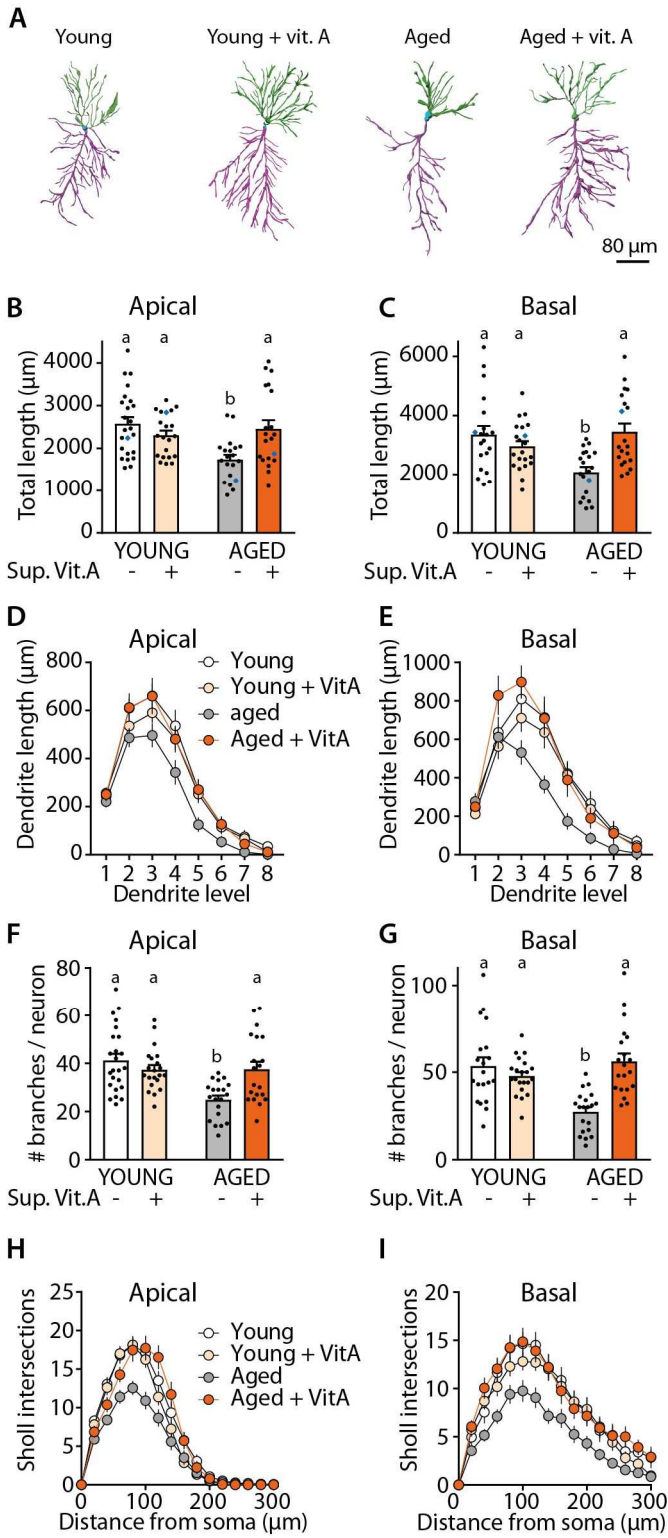 A
Young Young + vit. A Aged Aged + vit. A
80 μm
B Apical
Total length (μm)
4000
3000
2000
1000
0
a a b a
YOUNG AGED
Sup. Vit.A - + - +
C Basal
Total length (μm)
6000
4000
2000
0
a a b a
YOUNG AGED
Sup. Vit.A - + - +
D Apical
Dendrite length (μm)
800
600
400
200
0
1 2 3 4 5 6 7 8
Dendrite level
Young
Young + VitA
aged
Aged + VitA
E Basal
Dendrite length (μm)
1000
800
600
400
200
0
1 2 3 4 5 6 7 8
Dendrite level
F Apical
# branches / neuron
80
60
40
20
0
a a b a
YOUNG AGED
Sup. Vit.A - + - +
G Basal
# branches / neuron
100
50
0
a a b a
YOUNG AGED
Sup. Vit.A - + - +
H Apical
Sholl intersections
25
20
15
10
5
0
0 100 200 300
Distance from soma (μm)
Young
Young + VitA
Aged
Aged + VitA
I Basal
Sholl intersections
20
15
10
5
0
0 100 200 300
Distance from soma (μm)